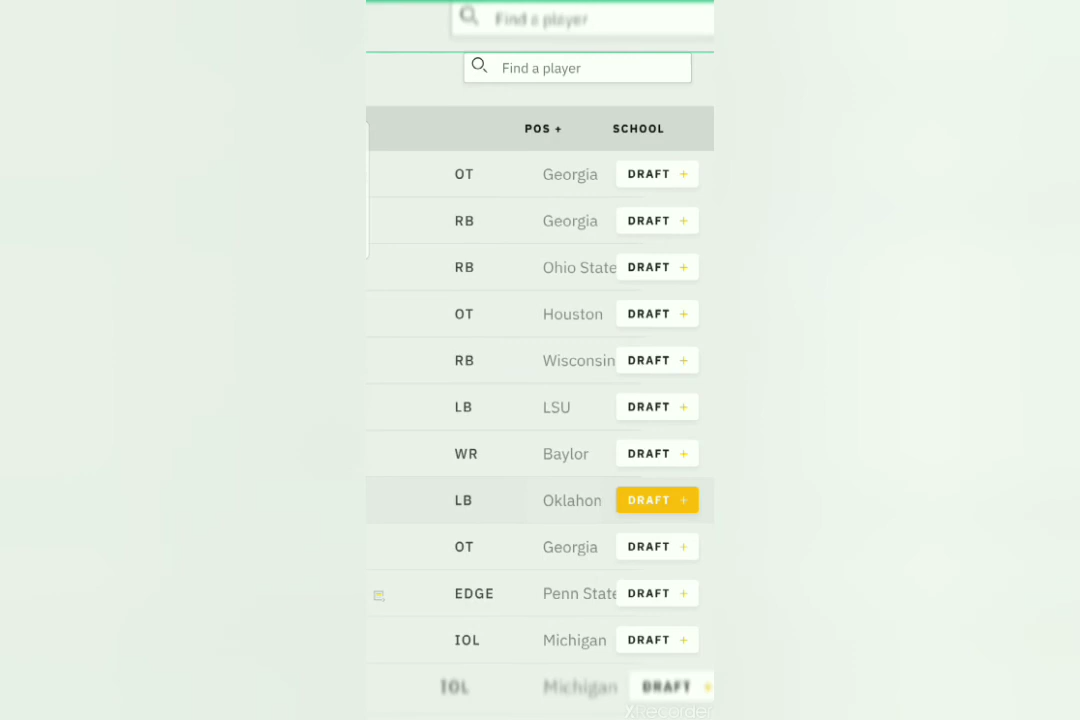 Find a player
Find a player
POS + SCHOOL
OT Georgia DRAFT +
RB Georgia DRAFT +
RB Ohio State DRAFT +
OT Houston DRAFT +
RB Wisconsin DRAFT +
LB LSU DRAFT +
WR Baylor DRAFT +
LB Oklahon DRAFT +
OT Georgia DRAFT +
EDGE Penn State DRAFT +
IOL Michigan DRAFT +
IOL Michigan DRAFT +
XRecorder